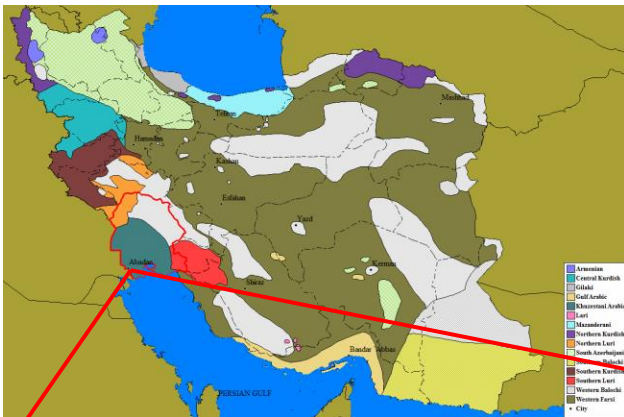 Tehran
Mashhad
Hamadan
Kashan
Esfahan
Yazd
Abadan
Kerman
Shiraz
Bandar Abbas
PERSIAN GULF
Armenian
Central Kurdish
Gilaki
Gulf Arabic
Khuzestani Arabic
Lari
Mazanderani
Northern Kurdish
Northern Luri
South Azerbaijani
Southern Kurdish
Southern Luri
Western Balochi
Western Farsi
City